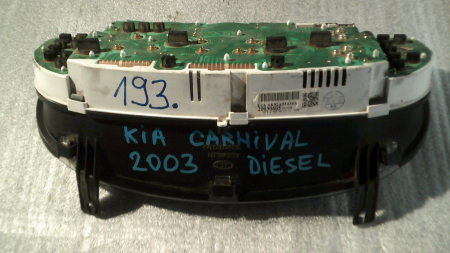 193.
KiA CARNiVAL
2003 DiESEL